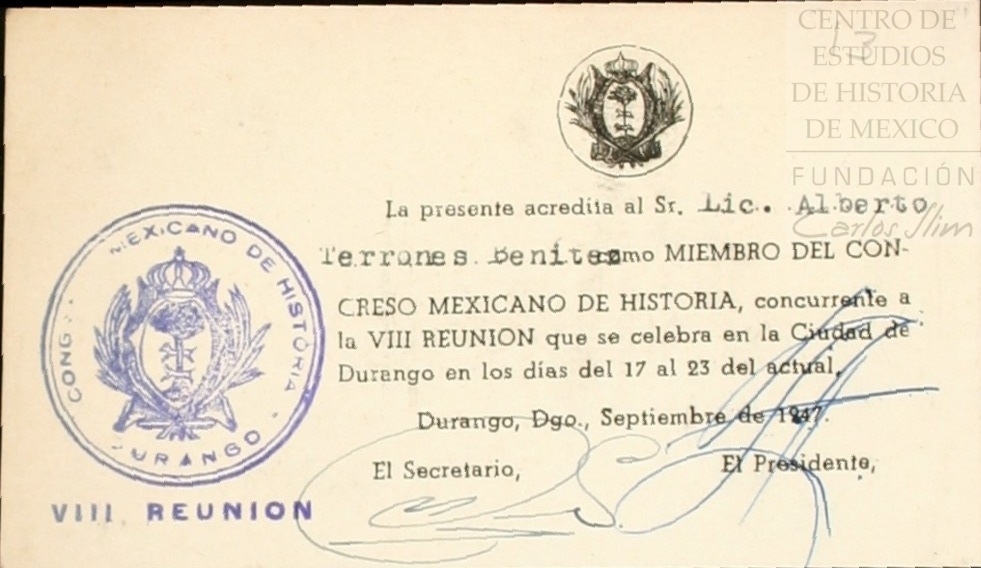 CENTRO DE
ESTUDIOS
DE HISTORIA
DE MEXICO
FUNDACIÓN
Carlos Slim
13
La presente acredita al Sr. Lic. Alberto
Terrones Benitez como MIEMBRO DEL CON-
CRESO MEXICANO DE HISTORIA, concurrente a
la VIII REUNION que se celebra en la Ciudad de
Durango en los días del 17 al 23 del actual.
Durango, Dgo., Septiembre de 1947.
El Secretario, El Presidente,
CONG. MEXICANO DE HISTORIA
DURANGO
VIII REUNION